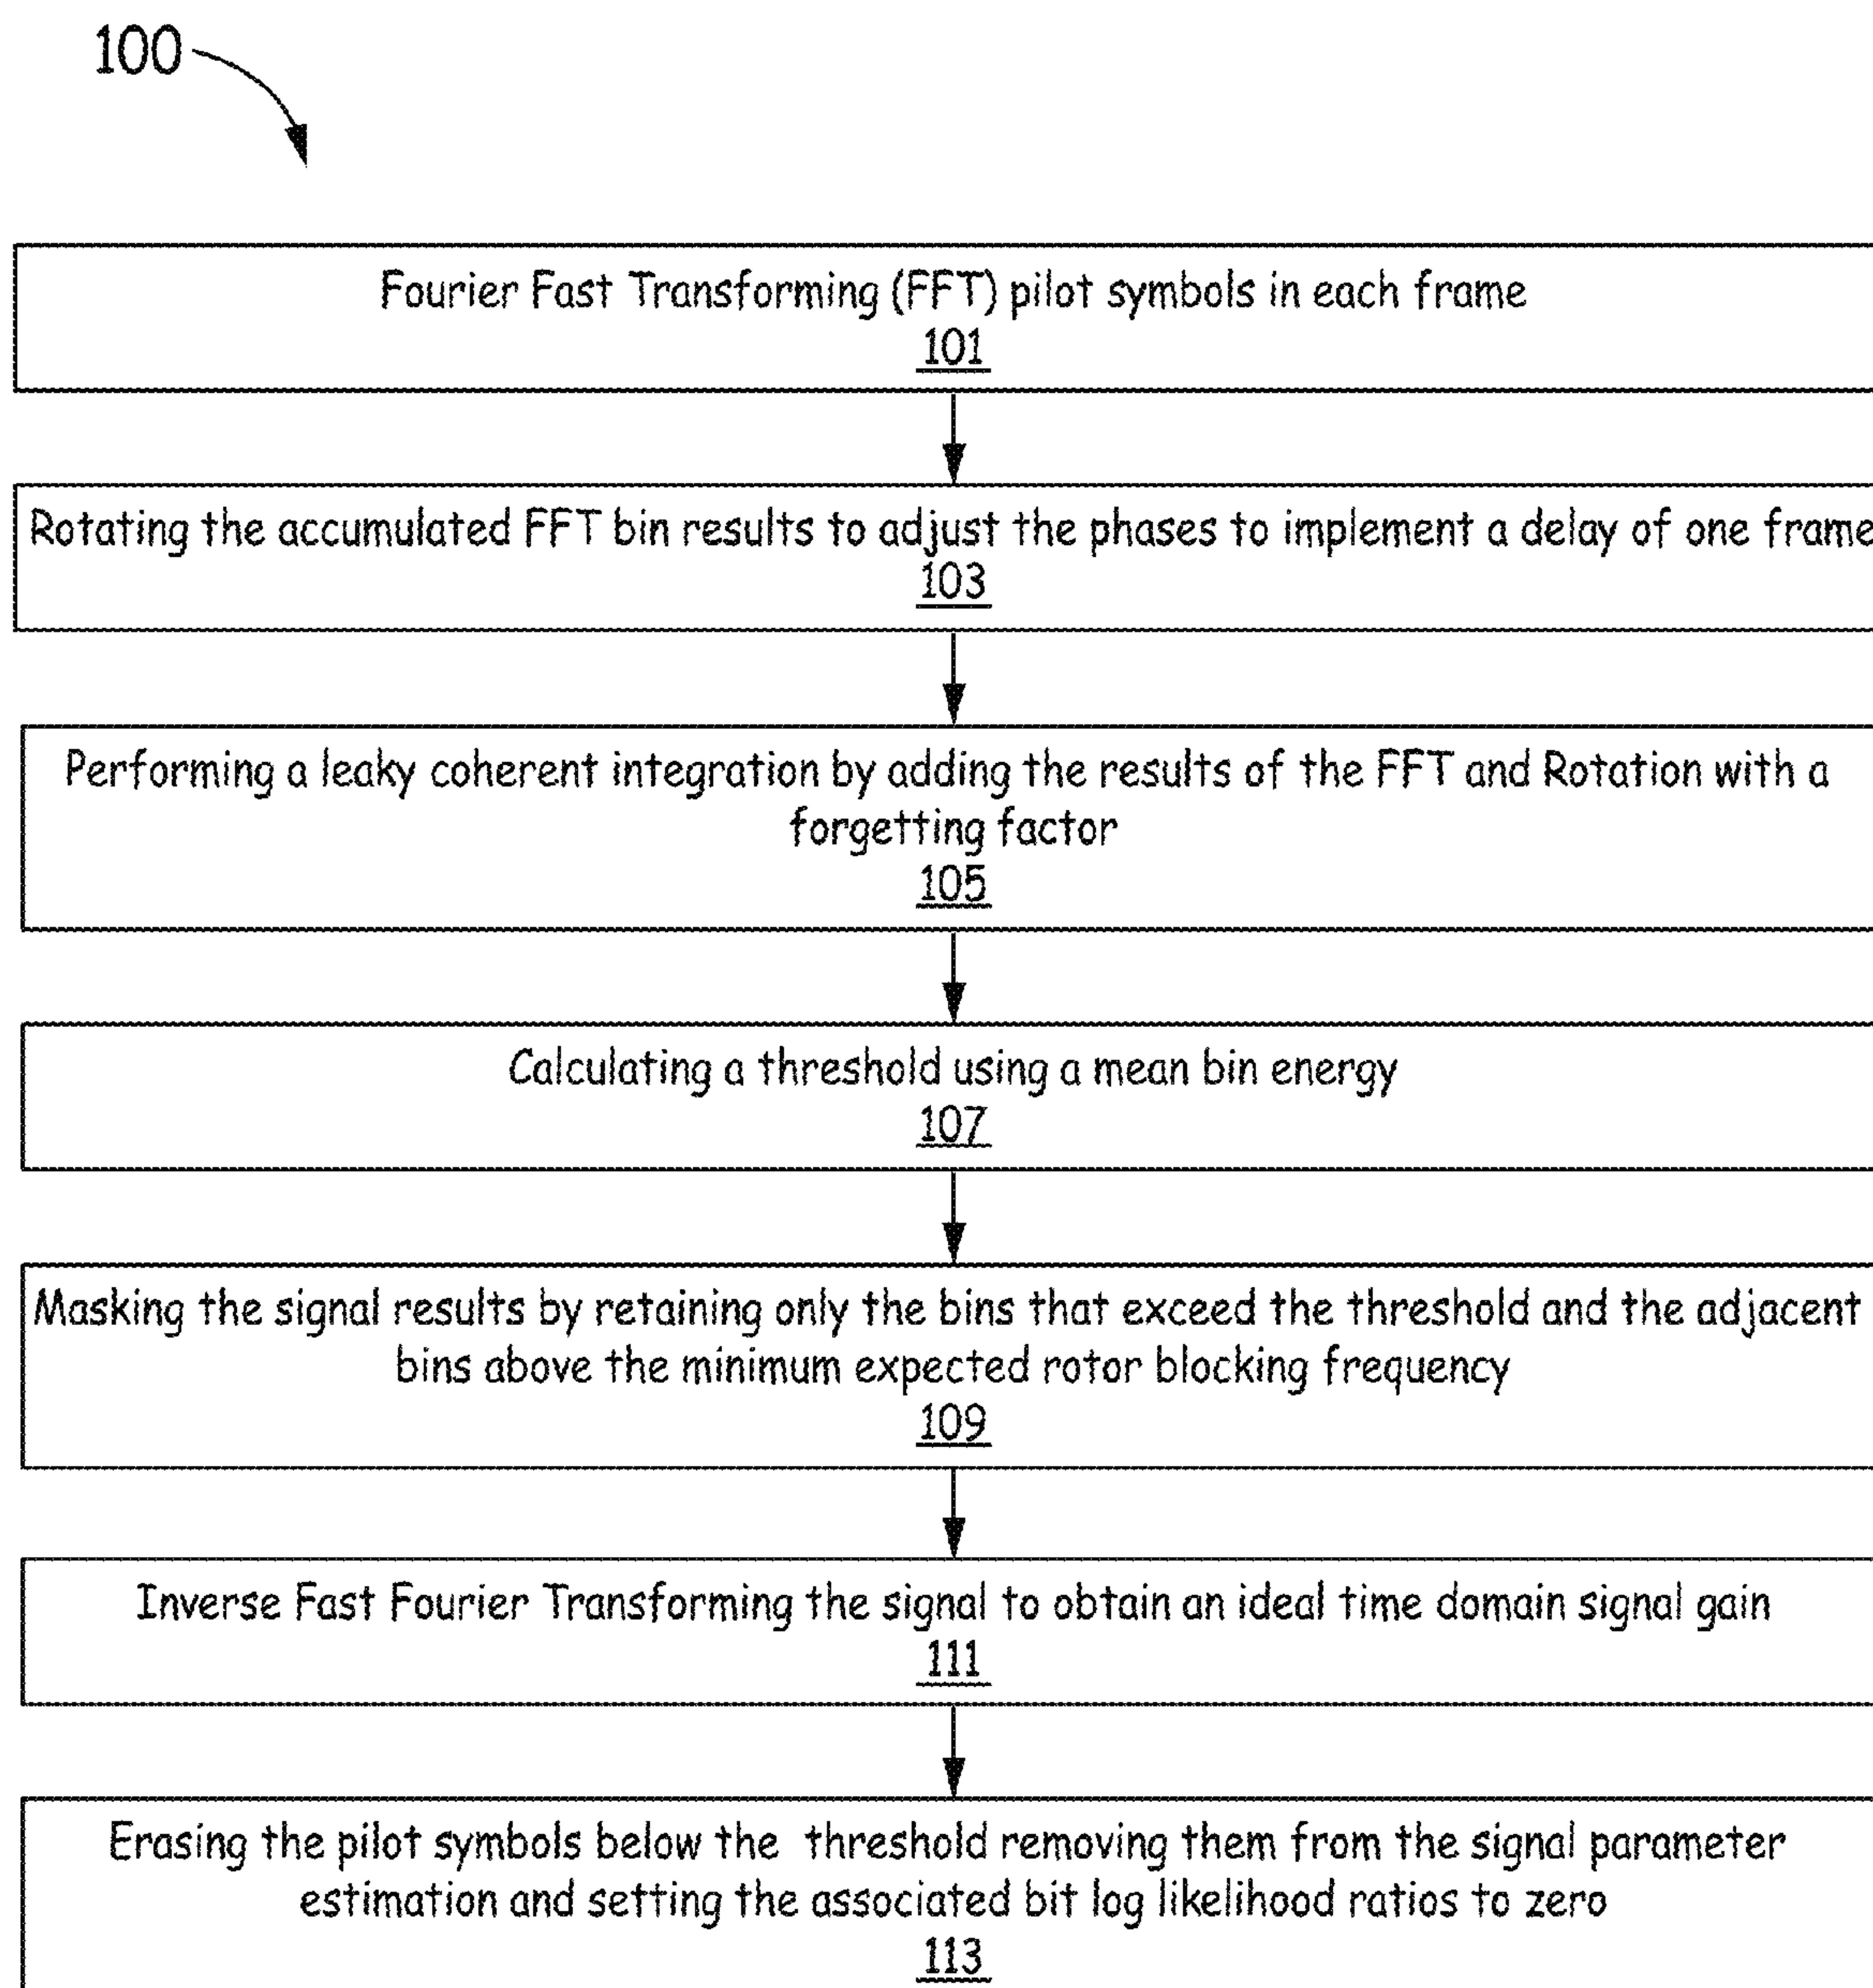 100
Fourier Fast Transforming (FFT) pilot symbols in each frame
101
Rotating the accumulated FFT bin results to adjust the phases to implement a delay of one frame
103
Performing a leaky coherent integration by adding the results of the FFT and Rotation with a
forgetting factor
105
Calculating a threshold using a mean bin energy
107
Masking the signal results by retaining only the bins that exceed the threshold and the adjacent
bins above the minimum expected rotor blocking frequency
109
Inverse Fast Fourier Transforming the signal to obtain an ideal time domain signal gain
111
Erasing the pilot symbols below the threshold removing them from the signal parameter
estimation and setting the associated bit log likelihood ratios to zero
113